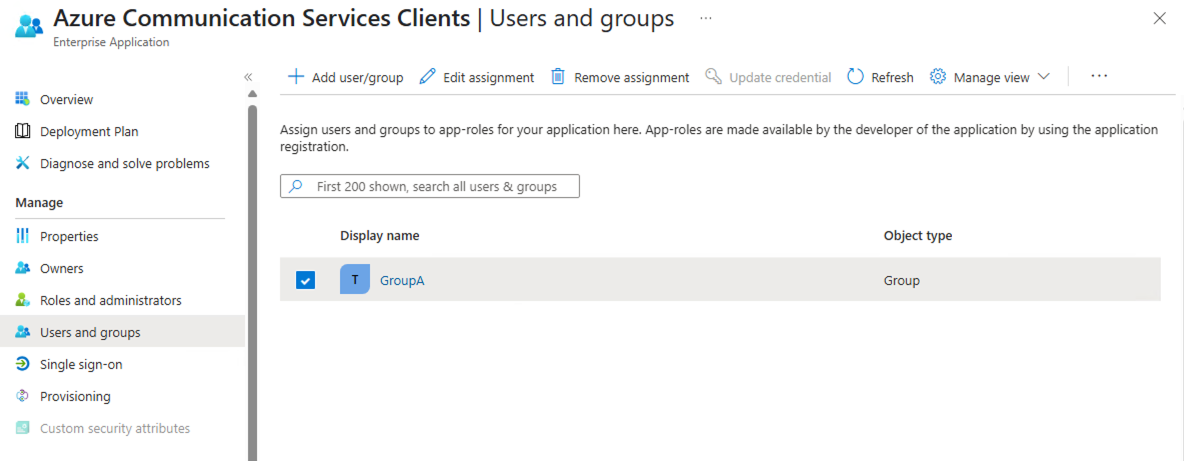 Azure Communication Services Clients | Users and groups ···
Enterprise Application
Overview
Deployment Plan
Diagnose and solve problems
Manage
Properties
Owners
Roles and administrators
Users and groups
Single sign-on
Provisioning
Custom security attributes
Add user/group Edit assignment Remove assignment Update credential Refresh Manage view ···
Assign users and groups to app-roles for your application here. App-roles are made available by the developer of the application by using the application
registration.
First 200 shown, search all users & groups
Display name Object type
T GroupA Group